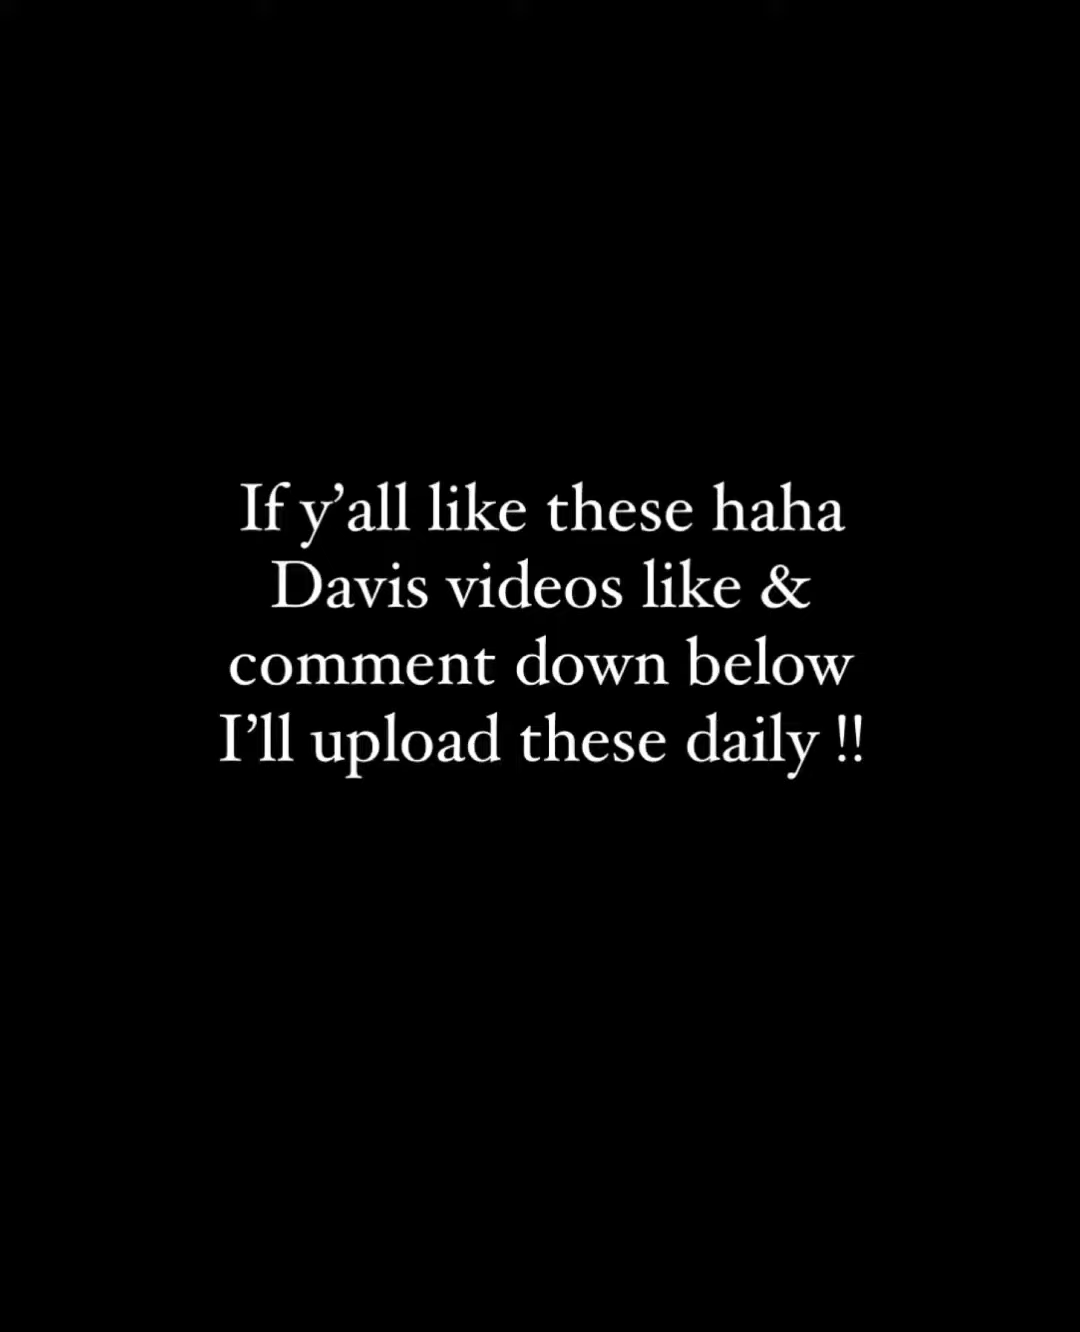 If y’all like these haha
Davis videos like &
comment down below
I’ll upload these daily !!